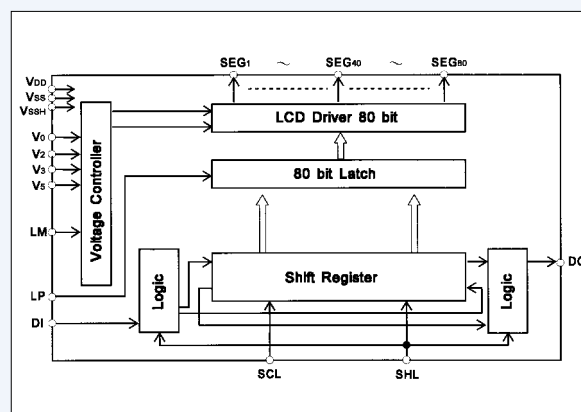 SEG1 ~ SEG40 ~ SEG80
VDD
VSS
VSSH
LCD Driver 80 bit
V0
V2
V3
V5
Voltage Controller
80 bit Latch
LM
DO
Shift Register
Logic
Logic
LP
DI
SCL
SHL